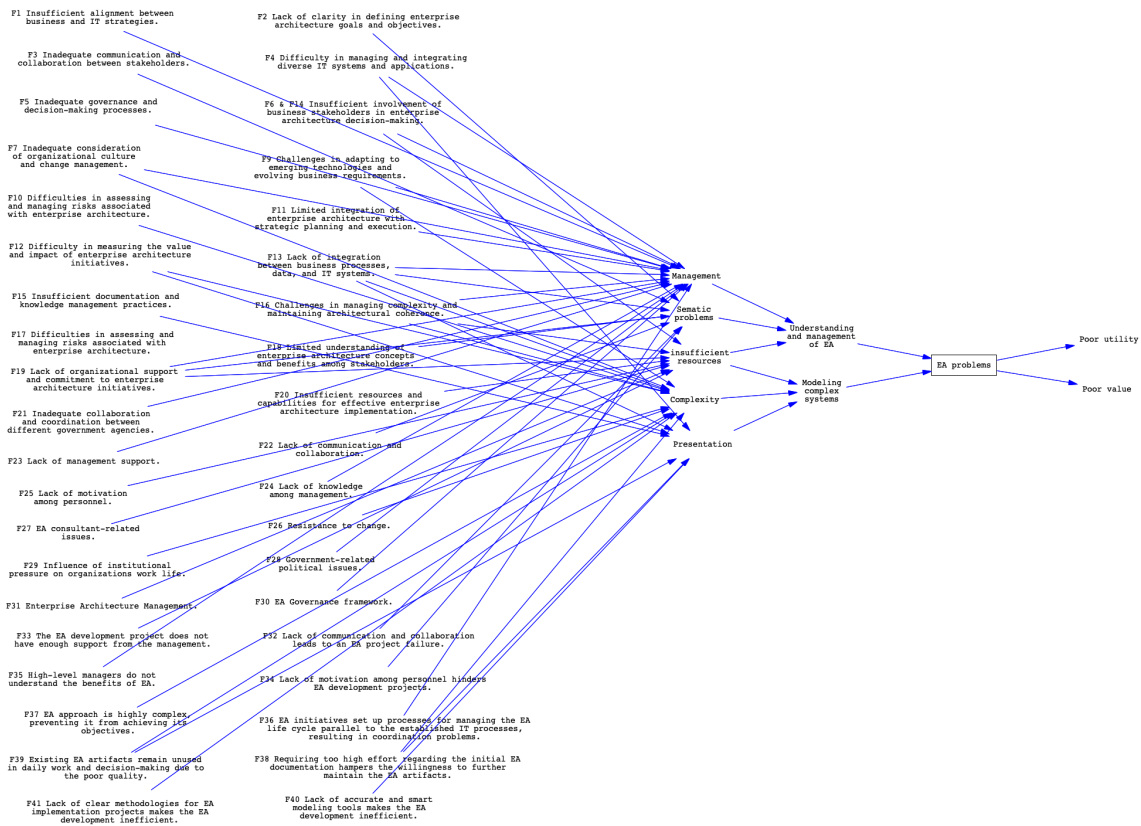 F1 Insufficient alignment between
business and IT strategies.
F2 Lack of clarity in defining enterprise
architecture goals and objectives.
F3 Inadequate communication and
collaboration between stakeholders.
F4 Difficulty in managing and integrating
diverse IT systems and applications.
F5 Inadequate governance and
decision-making processes.
F6 & F14 Insufficient involvement of
business stakeholders in enterprise
architecture decision-making.
F7 Inadequate consideration
of organizational culture
and change management.
F9 Challenges in adapting to
emerging technologies and
evolving business requirements.
F10 Difficulties in assessing
and managing risks associated
with enterprise architecture.
F11 Limited integration of
enterprise architecture with
strategic planning and execution.
F12 Difficulty in measuring the value
and impact of enterprise architecture
initiatives.
F13 Lack of integration
between business processes,
data, and IT systems.
F15 Insufficient documentation and
knowledge management practices.
F16 Challenges in managing complexity and
maintaining architectural coherence.
F17 Difficulties in assessing and
managing risks associated with
enterprise architecture.
F18 Limited understanding of
enterprise architecture concepts
and benefits among stakeholders.
F19 Lack of organizational support
and commitment to enterprise
architecture initiatives.
F20 Insufficient resources and
capabilities for effective enterprise
architecture implementation.
F21 Inadequate collaboration
and coordination between
different government agencies.
F22 Lack of communication and
collaboration.
F23 Lack of management support.
F24 Lack of knowledge
among management.
F25 Lack of motivation
among personnel.
F26 Resistance to change.
F27 EA consultant-related
issues.
F28 Government-related
political issues.
F29 Influence of institutional
pressure on organizations work life.
F30 EA Governance framework.
F31 Enterprise Architecture Management.
F32 Lack of communication and collaboration
leads to an EA project failure.
F33 The EA development project does not
have enough support from the management.
F34 Lack of motivation among personnel hinders
EA development projects.
F35 High-level managers do not
understand the benefits of EA.
F36 EA initiatives set up processes for managing the EA
life cycle parallel to the established IT processes,
resulting in coordination problems.
F37 EA approach is highly complex,
preventing it from achieving its
objectives.
F38 Requiring too high effort regarding the initial EA
documentation hampers the willingness to further
maintain the EA artifacts.
F39 Existing EA artifacts remain unused
in daily work and decision-making due to
the poor quality.
F40 Lack of accurate and smart
modeling tools makes the EA
development inefficient.
F41 Lack of clear methodologies for EA
implementation projects makes the EA
development inefficient.
Management
Sematic
problems
insufficient
resources
Complexity
Presentation
Understanding
and management
of EA
Modeling
complex
systems
EA problems
Poor utility
Poor value